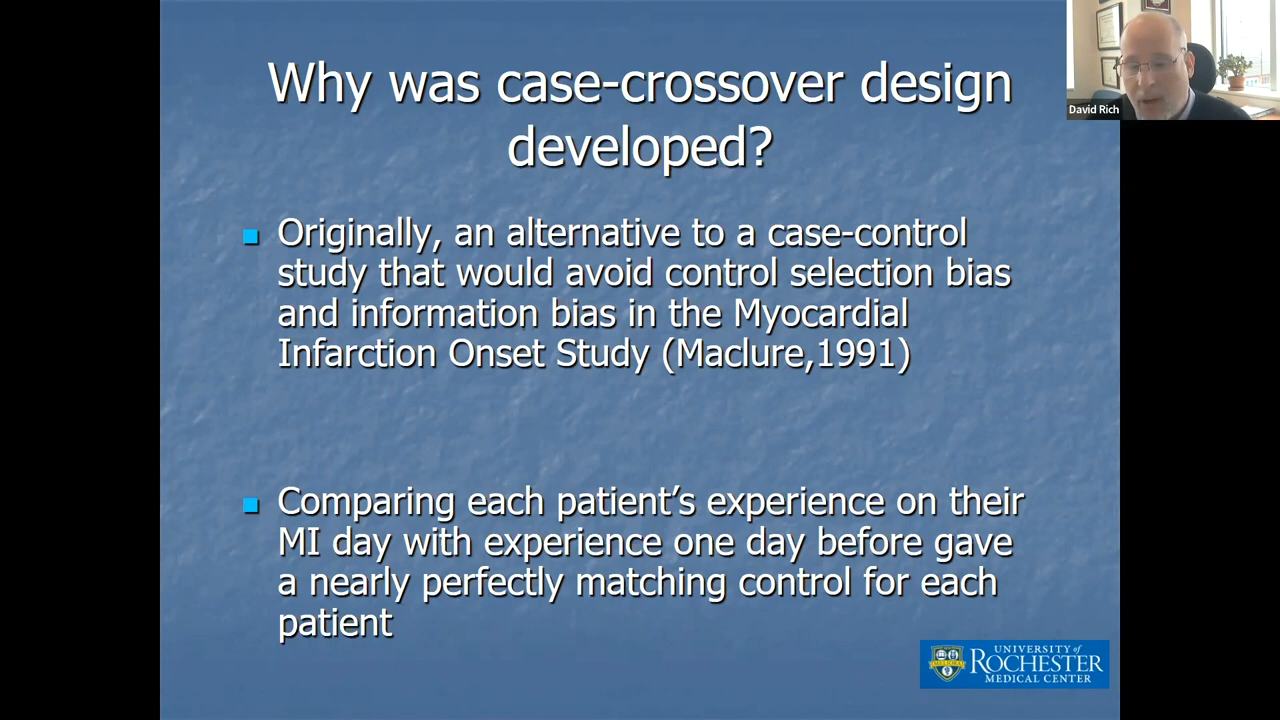 Why was case-crossover design
developed?
David Rich
Originally, an alternative to a case-control
study that would avoid control selection bias
and information bias in the Myocardial
Infarction Onset Study (Maclure,1991)
Comparing each patient’s experience on their
MI day with experience one day before gave
a nearly perfectly matching control for each
patient
UNIVERSITY of
ROCHESTER
MEDICAL CENTER